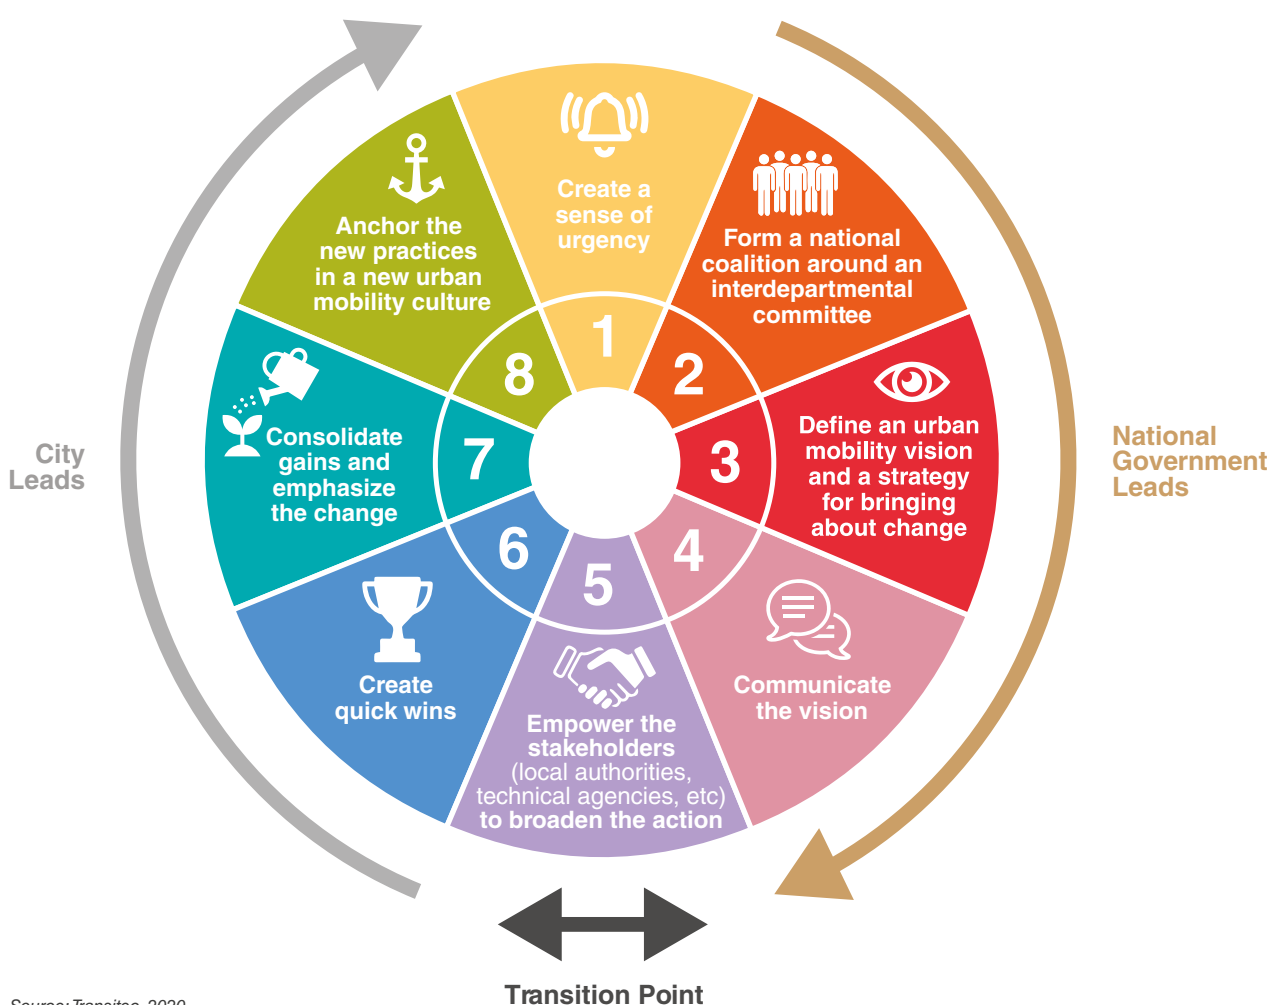 1
Create a
sense of
urgency
2
Form a national
coalition around an
interdepartmental
committee
3
Define an urban
mobility vision
and a strategy
for bringing
about change
4
Communicate
the vision
5
Empower the
stakeholders
(local authorities,
technical agencies, etc)
to broaden the action
6
Create
quick wins
7
Consolidate
gains and
emphasize
the change
8
Anchor the
new practices
in a new urban
mobility culture
City
Leads
National
Government
Leads
Transition Point
Source: Transitec, 2020